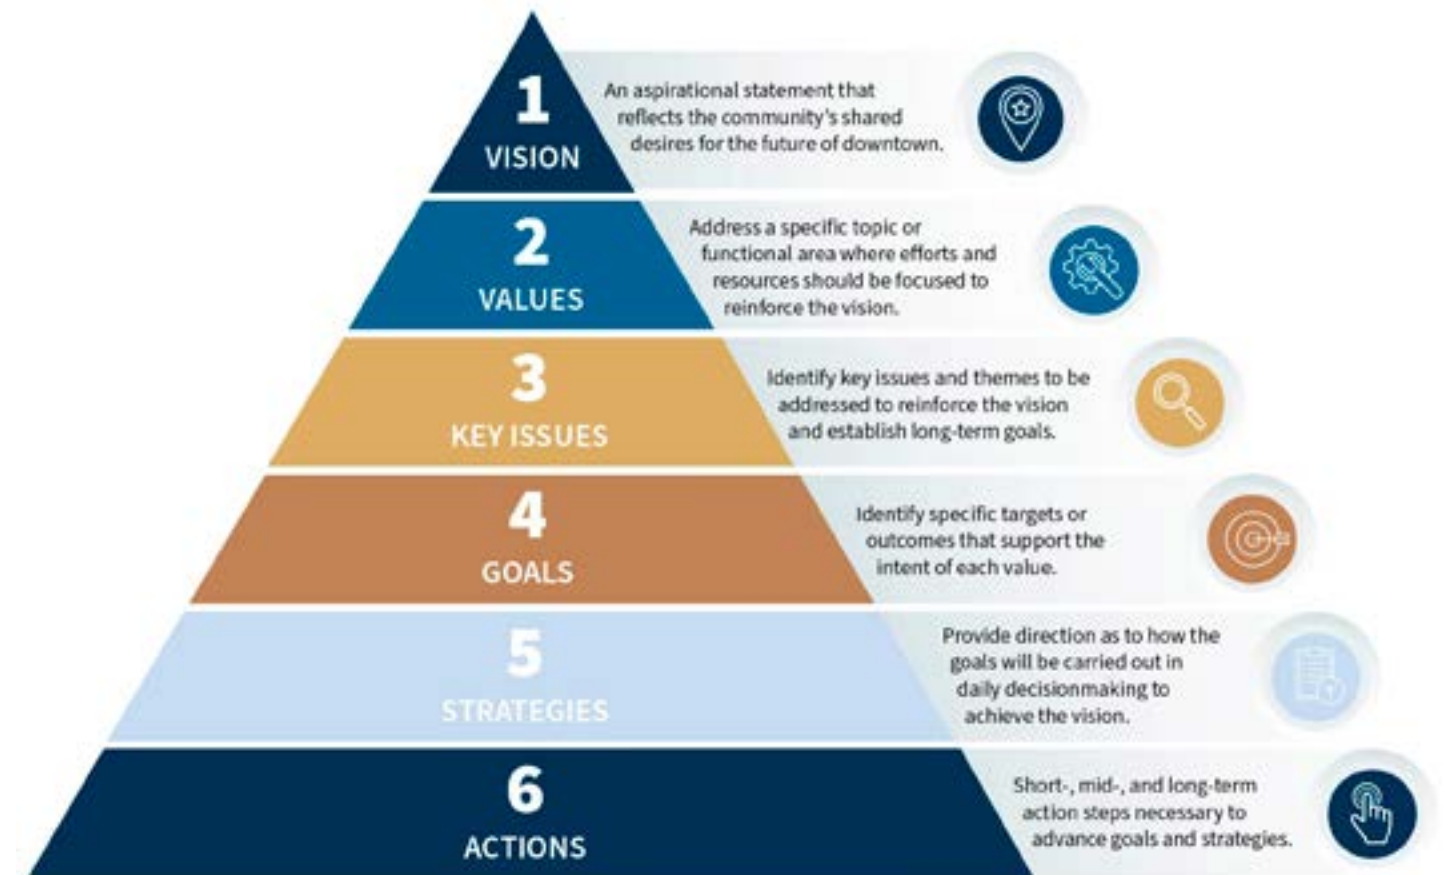 1
VISION
An aspirational statement that
reflects the community's shared
desires for the future of downtown.
2
VALUES
Address a specific topic or
functional area where efforts and
resources should be focused to
reinforce the vision.
3
KEY ISSUES
Identify key issues and themes to be
addressed to reinforce the vision
and establish long-term goals.
4
GOALS
Identify specific targets or
outcomes that support the
intent of each value.
5
STRATEGIES
Provide direction as to how the
goals will be carried out in
daily decisionmaking to
achieve the vision.
6
ACTIONS
Short-, mid-, and long-term
action steps necessary to
advance goals and strategies.